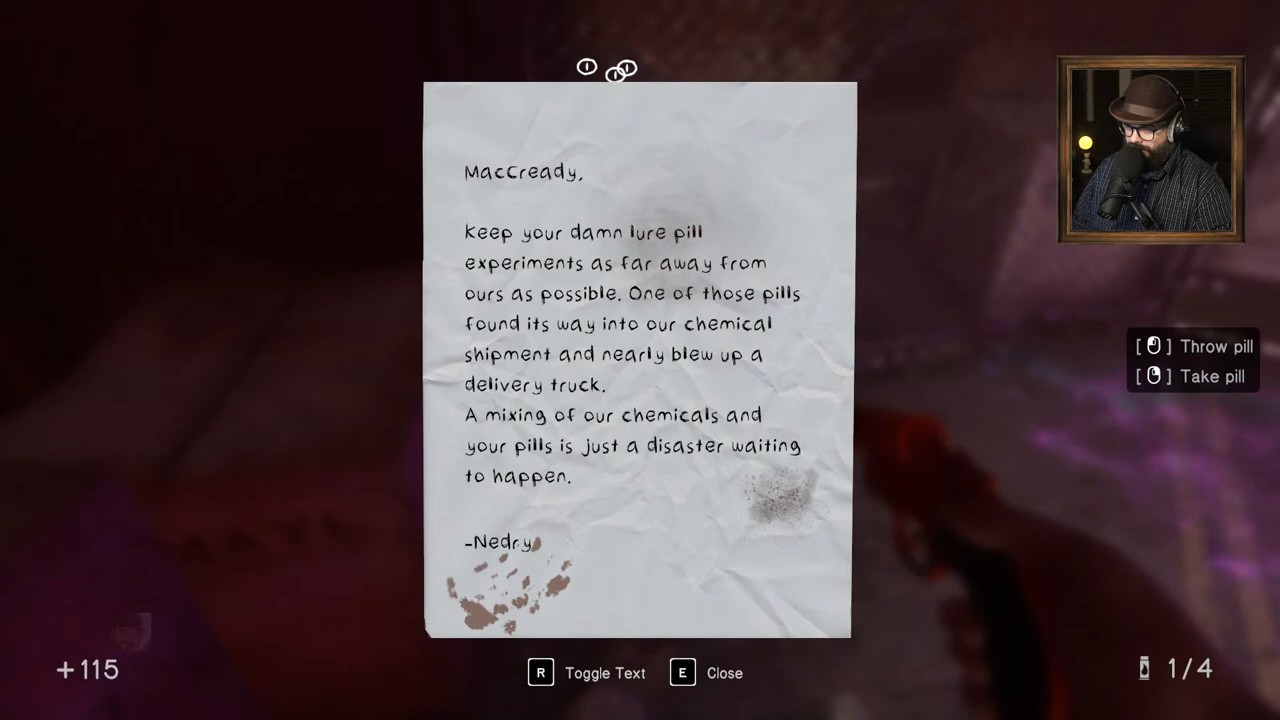 MacCready,
Keep your damn lure pill
experiments as far away from
ours as possible. One of those pills
found its way into our chemical
shipment and nearly blew up a
delivery truck.
A mixing of our chemicals and
your pills is just a disaster waiting
to happen.
-Nedry
[ ] Throw pill
[ ] Take pill
+115
R Toggle Text E Close
1/4